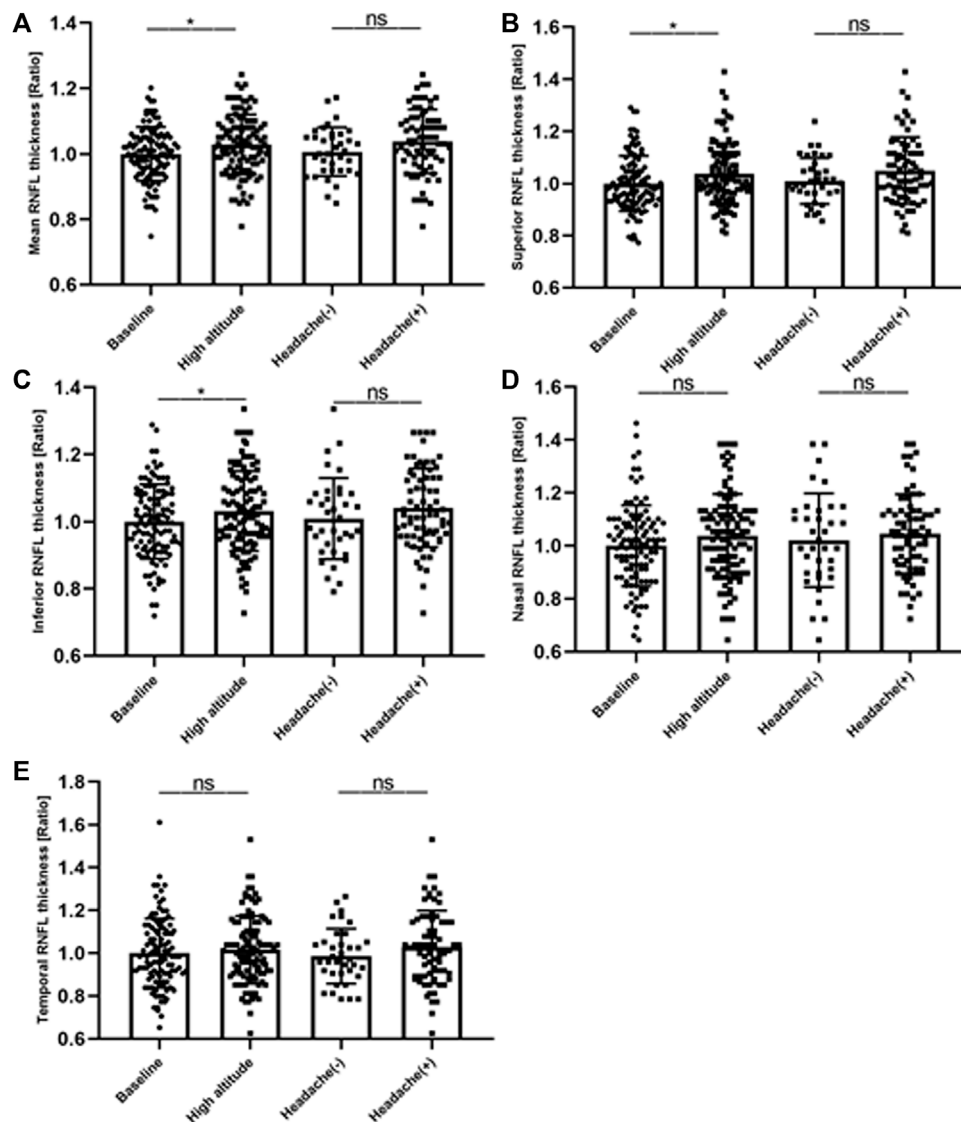 A
Mean RNFL thickness [Ratio]
1.4
1.2
1.0
0.8
0.6
*
ns
Baseline
High altitude
Headache(-)
Headache(+)
B
Superior RNFL thickness [Ratio]
1.6
1.4
1.2
1.0
0.8
0.6
*
ns
Baseline
High altitude
Headache(-)
Headache(+)
C
Inferior RNFL thickness [Ratio]
1.4
1.2
1.0
0.8
0.6
*
ns
Baseline
High altitude
Headache(-)
Headache(+)
D
Nasal RNFL thickness [Ratio]
1.6
1.4
1.2
1.0
0.8
0.6
ns
ns
Baseline
High altitude
Headache(-)
Headache(+)
E
Temporal RNFL thickness [Ratio]
1.8
1.6
1.4
1.2
1.0
0.8
0.6
ns
ns
Baseline
High altitude
Headache(-)
Headache(+)